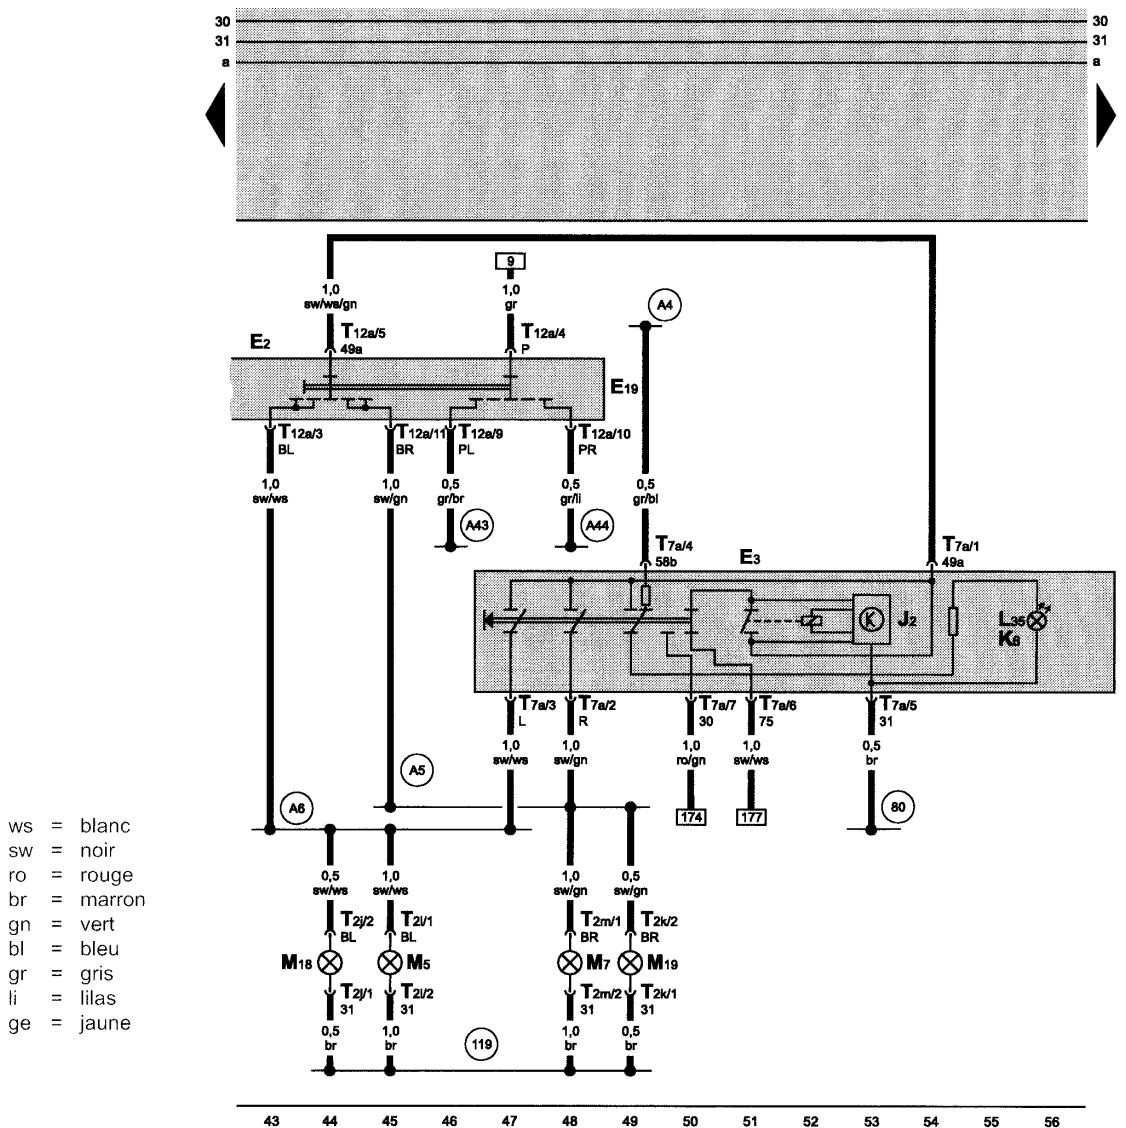 30 30
31 31
a a
9
1,0 1,0
sw/ws/gn gr
A4
E2 T12a/5 T12a/4
49a P
E19
T12a/3 T12a/11 T12a/9 T12a/10
BL BR PL PR
1,0 1,0 0,5 0,5 0,5
sw/ws sw/gn gr/br gr/li gr/bl
A43 A44
T7a/4 E3 T7a/1
58b 49a
K J2 L35
K6
T7a/3 T7a/2 T7a/7 T7a/6 T7a/5
L R 30 75 31
1,0 1,0 1,0 1,0 0,5
sw/ws sw/gn ro/gn sw/ws br
A5
A6 174 177 80
ws = blanc
sw = noir
ro = rouge
br = marron
gn = vert
bl = bleu
gr = gris
li = lilas
ge = jaune
0,5 1,0 1,0 0,5
sw/ws sw/ws sw/gn sw/gn
T2j/2 T2l/1 T2m/1 T2k/2
BL BL BR BR
M18 M5 M7 M19
T2j/1 T2l/2 T2m/2 T2k/1
31 31 31 31
0,5 1,0 1,0 0,5
br br br br
119
43 44 45 46 47 48 49 50 51 52 53 54 55 56